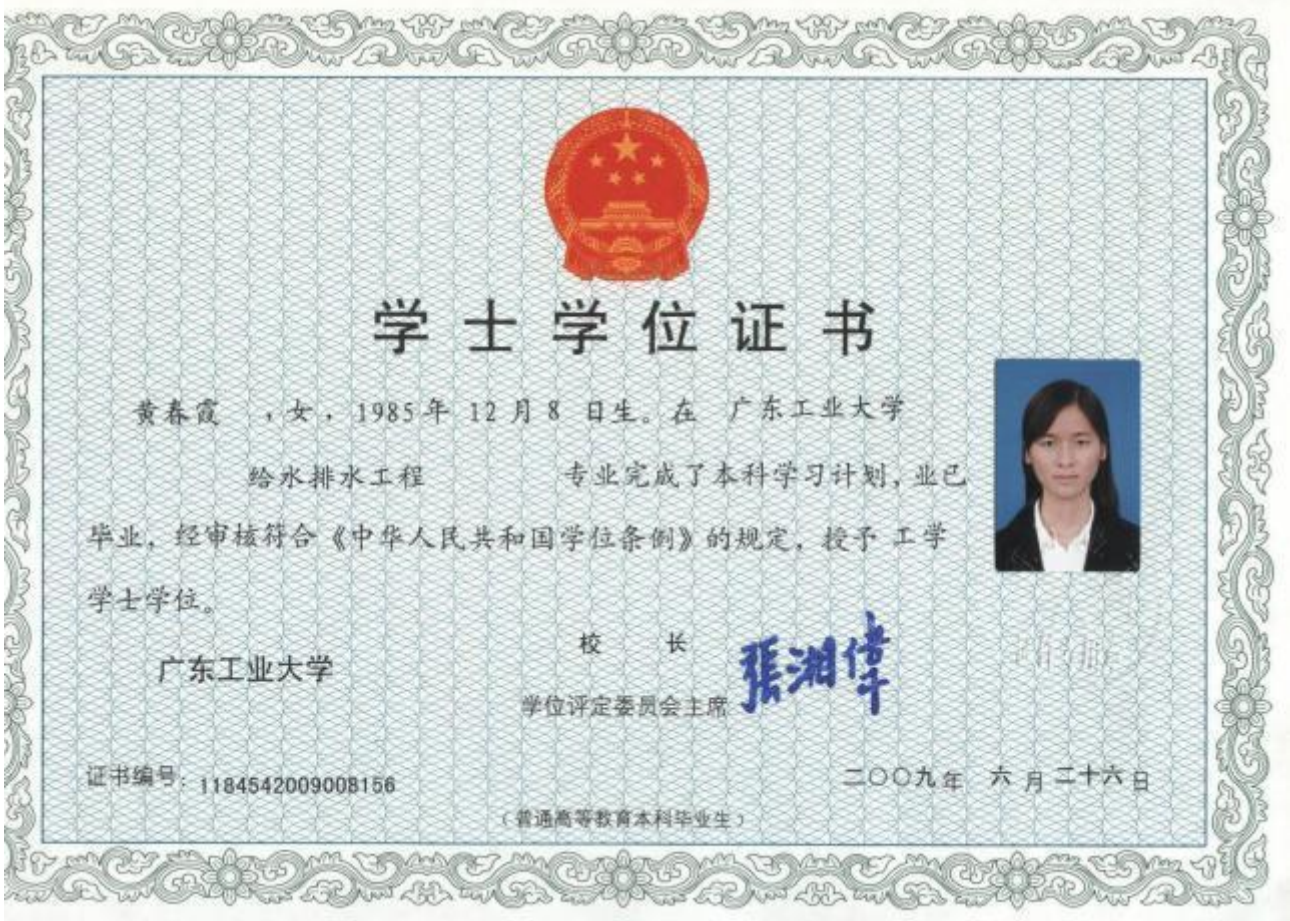 学士学位证书
黄春霞 ，女，1985年 12月 8 日生。在 广东工业大学
给水排水工程 专业完成了本科学习计划，业已
毕业，经审核符合《中华人民共和国学位条例》的规定，授予 工学
学士学位。
校 长
广东工业大学
張湘偉
学位评定委员会主席
证书编号：1184542009008156
二〇〇九年 六 月 二十六日
（普通高等教育本科毕业生）